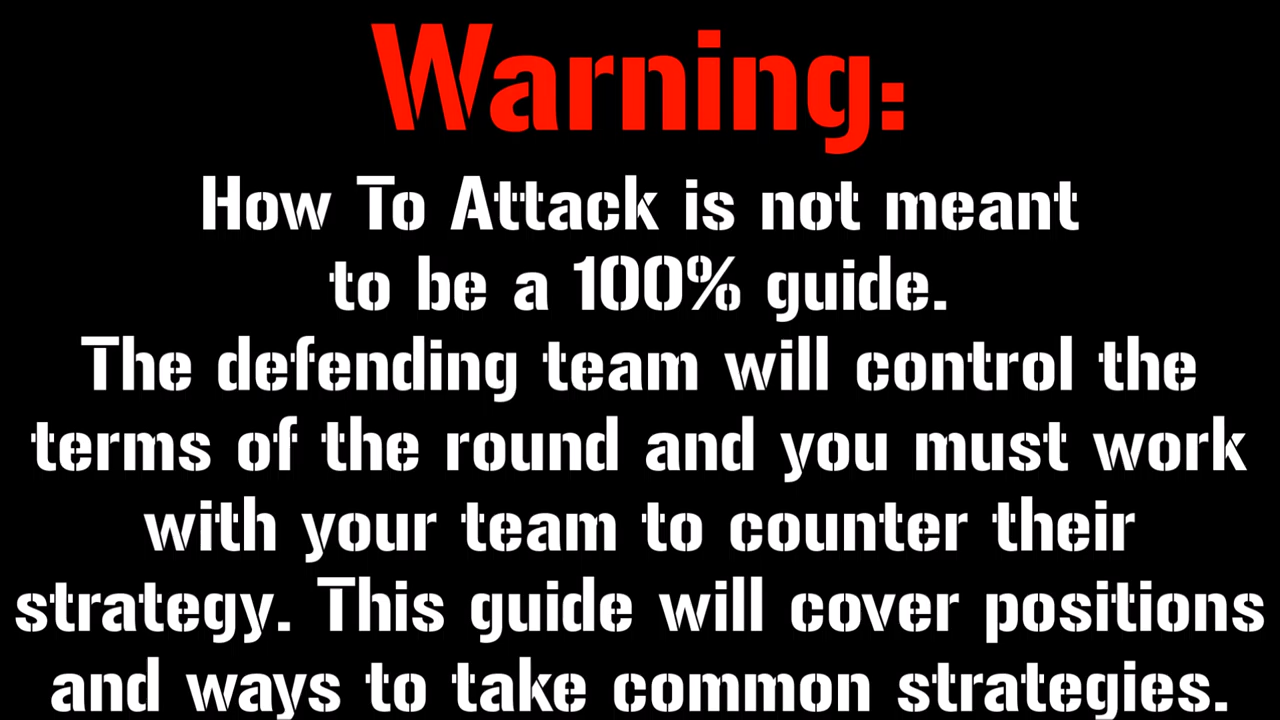 Warning:
How To Attack is not meant
to be a 100% guide.
The defending team will control the
terms of the round and you must work
with your team to counter their
strategy. This guide will cover positions
and ways to take common strategies.